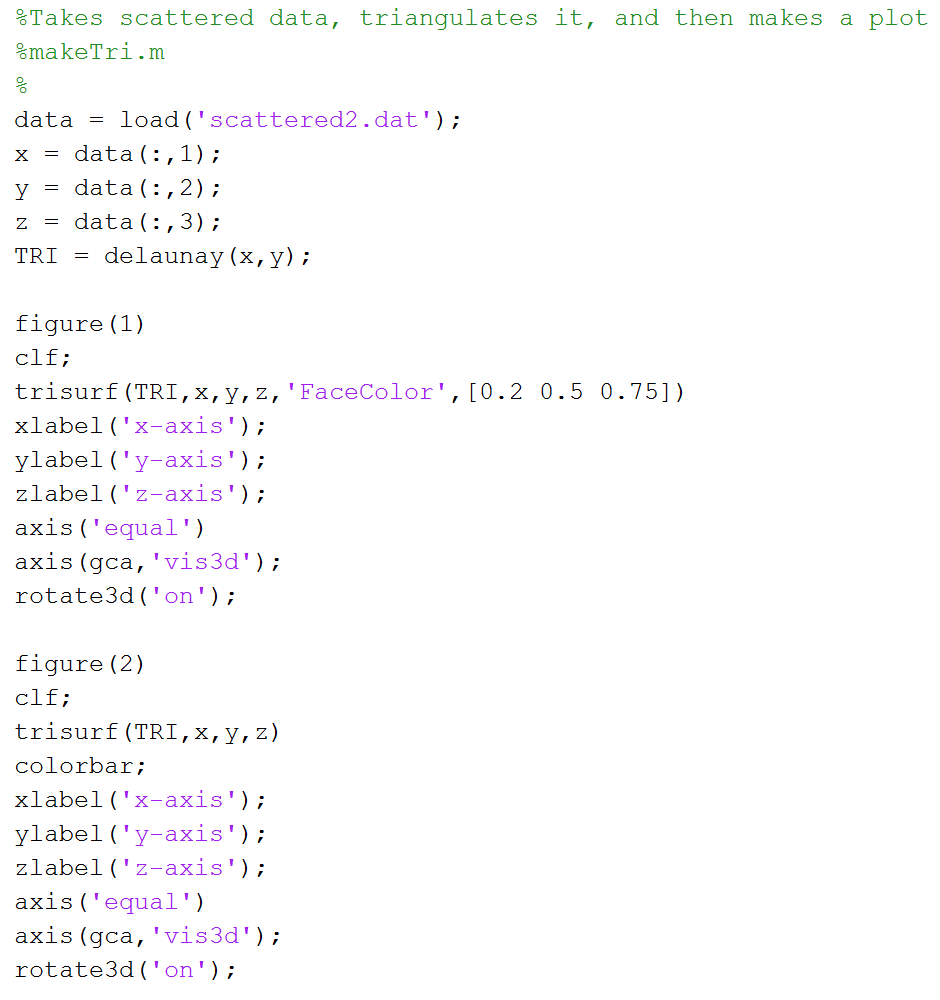 %Takes scattered data, triangulates it, and then makes a plot
%makeTri.m
%
data = load('scattered2.dat');
x = data(:,1);
y = data(:,2);
z = data(:,3);
TRI = delaunay(x,y);

figure(1)
clf;
trisurf(TRI,x,y,z,'FaceColor',[0.2 0.5 0.75])
xlabel('x-axis');
ylabel('y-axis');
zlabel('z-axis');
axis('equal')
axis(gca,'vis3d');
rotate3d('on');

figure(2)
clf;
trisurf(TRI,x,y,z)
colorbar;
xlabel('x-axis');
ylabel('y-axis');
zlabel('z-axis');
axis('equal')
axis(gca,'vis3d');
rotate3d('on');